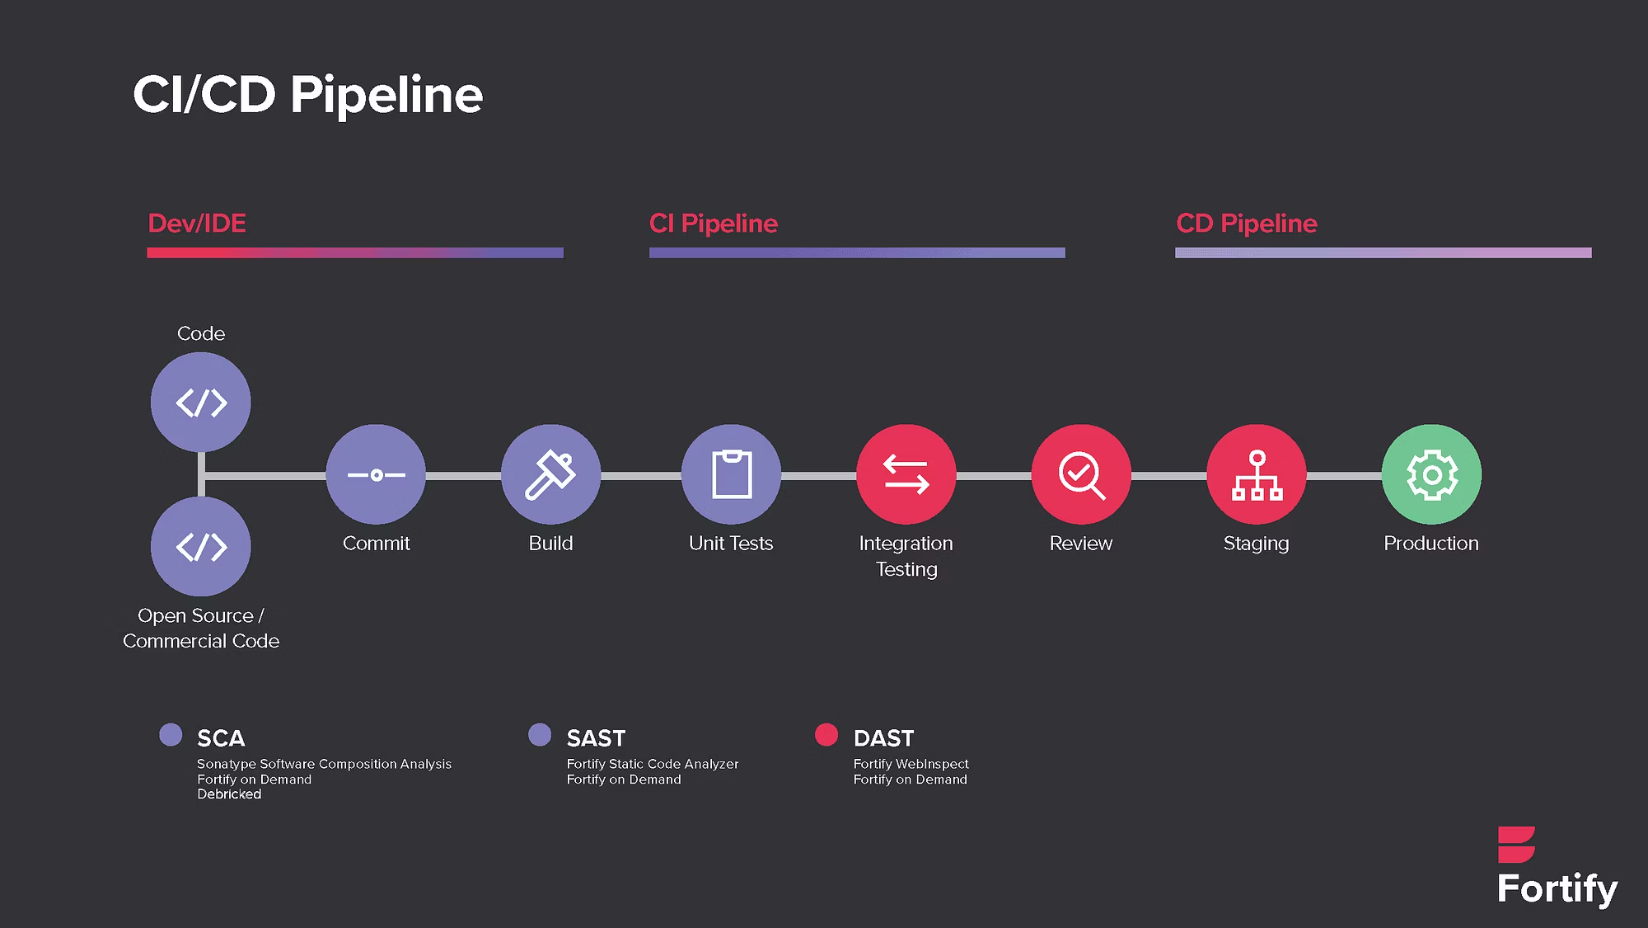 CI/CD Pipeline
Dev/IDE
CI Pipeline
CD Pipeline
Code
Commit
Build
Unit Tests
Integration
Testing
Review
Staging
Production
Open Source /
Commercial Code
SCA
Sonatype Software Composition Analysis
Fortify on Demand
Debricked
SAST
Fortify Static Code Analyzer
Fortify on Demand
DAST
Fortify WebInspect
Fortify on Demand
Fortify